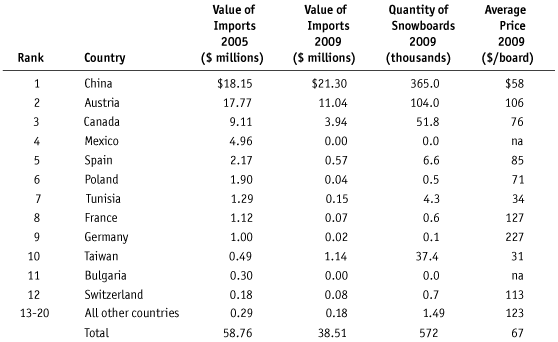 Value of Value of Quantity of Average
Imports Imports Snowboards Price
2005 2009 2009 2009
Rank Country ($ millions) ($ millions) (thousands) ($/board)
1 China $18.15 $21.30 365.0 $58
2 Austria 17.77 11.04 104.0 106
3 Canada 9.11 3.94 51.8 76
4 Mexico 4.96 0.00 0.0 na
5 Spain 2.17 0.57 6.6 85
6 Poland 1.90 0.04 0.5 71
7 Tunisia 1.29 0.15 4.3 34
8 France 1.12 0.07 0.6 127
9 Germany 1.00 0.02 0.1 227
10 Taiwan 0.49 1.14 37.4 31
11 Bulgaria 0.30 0.00 0.0 na
12 Switzerland 0.18 0.08 0.7 113
13-20 All other countries 0.29 0.18 1.49 123
Total 58.76 38.51 572 67